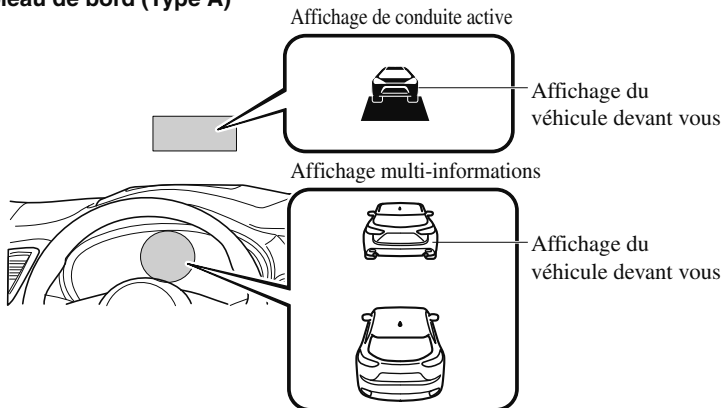 de bord (Type A)
Affichage de conduite active
Affichage du
véhicule devant vous
Affichage multi-informations
Affichage du
véhicule devant vous